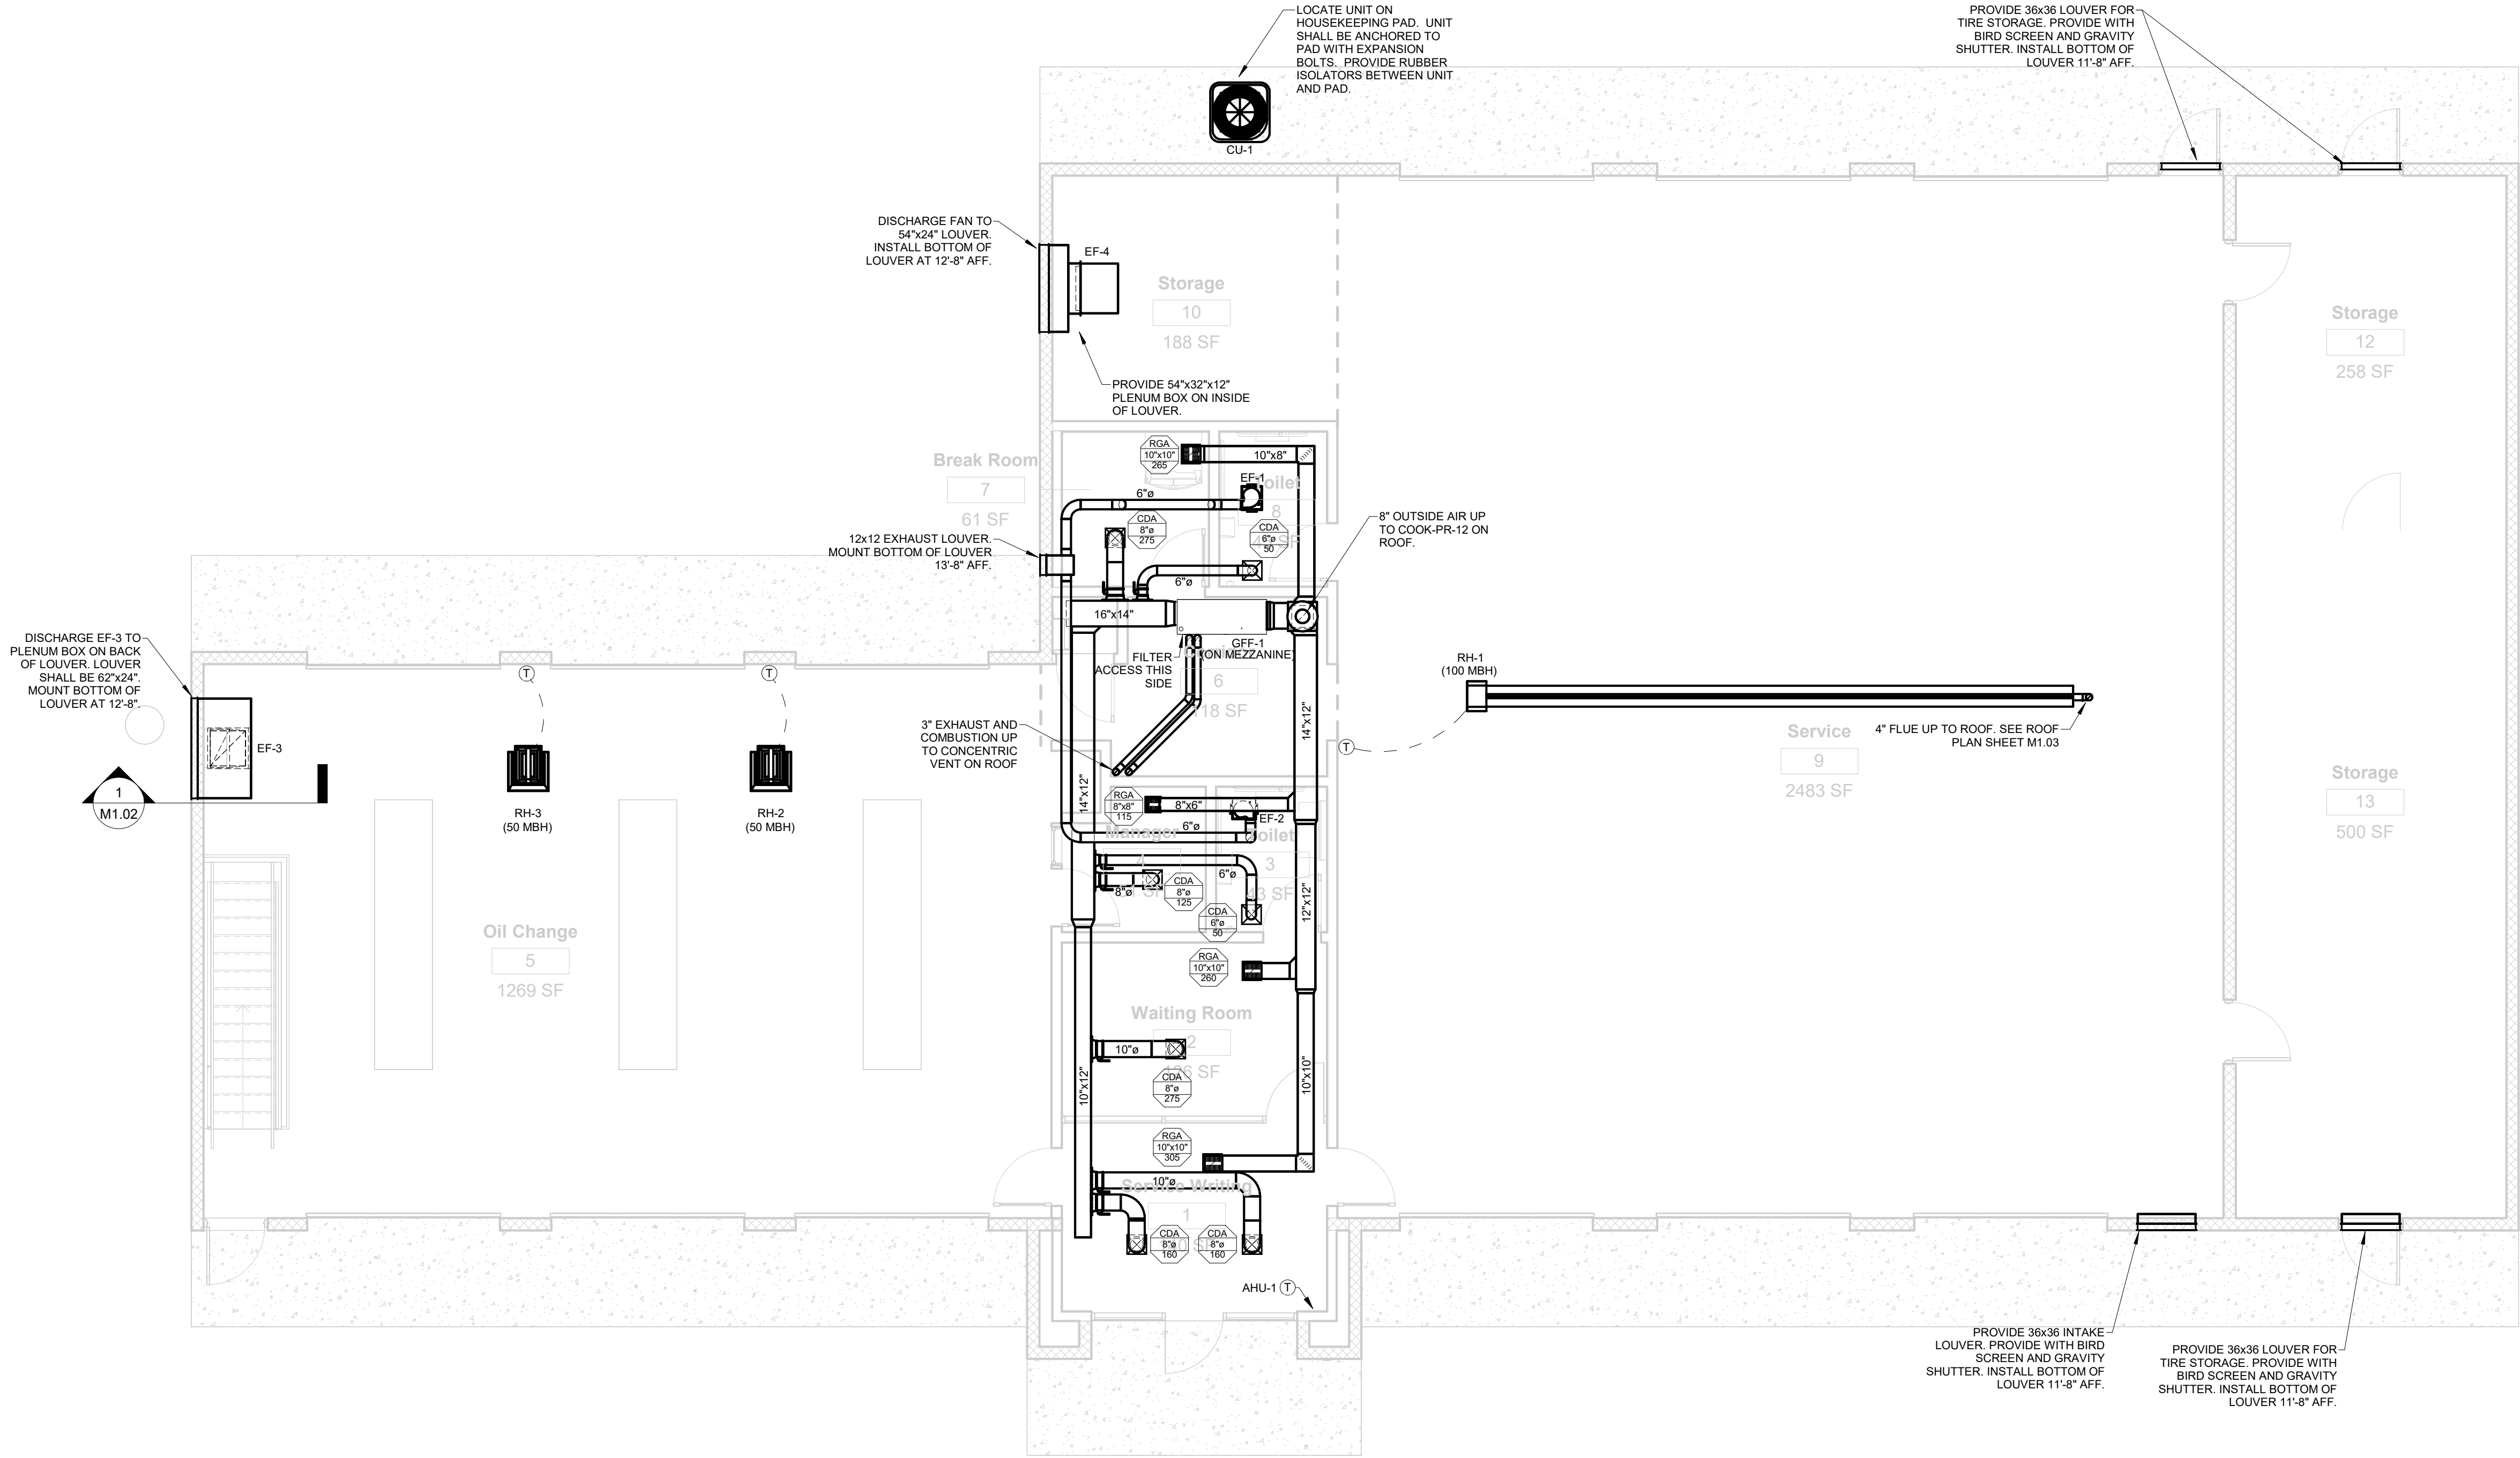 LOCATE UNIT ON
HOUSEKEEPING PAD. UNIT
SHALL BE ANCHORED TO
PAD WITH EXPANSION
BOLTS. PROVIDE RUBBER
ISOLATORS BETWEEN UNIT
AND PAD.
CU-1
PROVIDE 36x36 LOUVER FOR
TIRE STORAGE. PROVIDE WITH
BIRD SCREEN AND GRAVITY
SHUTTER. INSTALL BOTTOM OF
LOUVER 11'-8" AFF.
DISCHARGE FAN TO
54"x24" LOUVER.
INSTALL BOTTOM OF
LOUVER AT 12'-8" AFF.
EF-4
Storage
10
188 SF
PROVIDE 54"x32"x12"
PLENUM BOX ON INSIDE
OF LOUVER.
Storage
12
258 SF
Break Room
7
61 SF
RGA
10"x10"
265
10"x8"
EF-1
Toilet
8
SF
6"ø
CDA
8"ø
275
CDA
6"ø
50
6"ø
8" OUTSIDE AIR UP
TO COOK-PR-12 ON
ROOF.
12x12 EXHAUST LOUVER.
MOUNT BOTTOM OF LOUVER
13'-8" AFF.
16"x14"
GFF-1
(ON MEZZANINE)
FILTER
ACCESS THIS
SIDE
6
118 SF
DISCHARGE EF-3 TO
PLENUM BOX ON BACK
OF LOUVER. LOUVER
SHALL BE 62"x24".
MOUNT BOTTOM OF
LOUVER AT 12'-8".
EF-3
1
M1.02
T
T
RH-3
(50 MBH)
RH-2
(50 MBH)
3" EXHAUST AND
COMBUSTION UP
TO CONCENTRIC
VENT ON ROOF
14"x12"
14"x12"
T
RH-1
(100 MBH)
4" FLUE UP TO ROOF. SEE ROOF
PLAN SHEET M1.03
Service
9
2483 SF
Storage
13
500 SF
RGA
8"x8"
115
8"x6"
EF-2
6"ø
Manager
4
SF
Toilet
3
43 SF
6"ø
8"ø
CDA
8"ø
125
CDA
6"ø
50
12"x12"
RGA
10"x10"
260
Oil Change
5
1269 SF
Waiting Room
2
SF
10"ø
CDA
8"ø
275
10"x12"
10"x10"
RGA
10"x10"
305
10"ø
Service Writing
1
CDA
8"ø
160
CDA
8"ø
160
AHU-1 T
PROVIDE 36x36 INTAKE
LOUVER. PROVIDE WITH BIRD
SCREEN AND GRAVITY
SHUTTER. INSTALL BOTTOM OF
LOUVER 11'-8" AFF.
PROVIDE 36x36 LOUVER FOR
TIRE STORAGE. PROVIDE WITH
BIRD SCREEN AND GRAVITY
SHUTTER. INSTALL BOTTOM OF
LOUVER 11'-8" AFF.